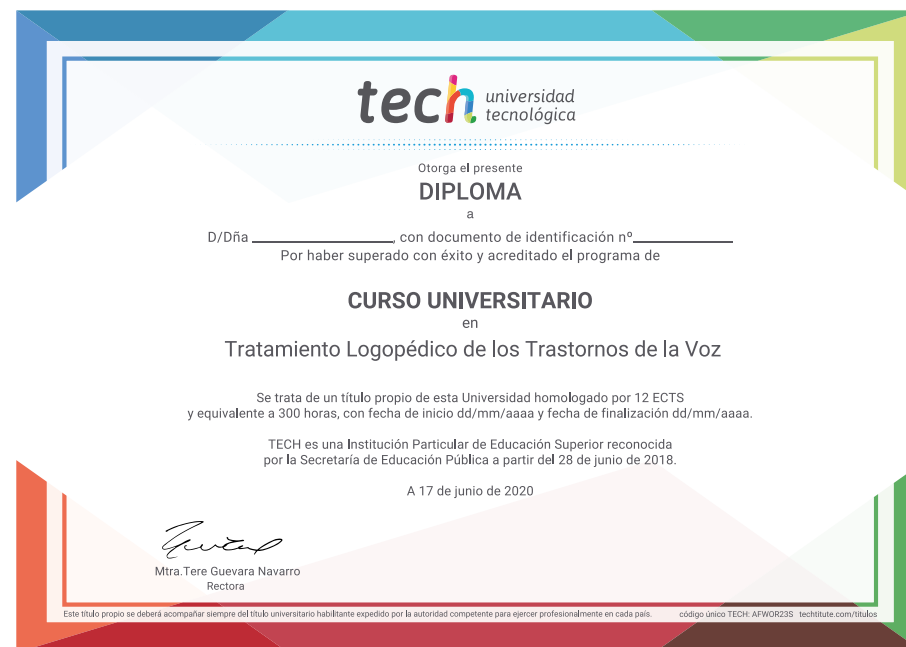 tech universidad
tecnológica
Otorga el presente
DIPLOMA
a
D/Dña ____________________, con documento de identificación nº______________
Por haber superado con éxito y acreditado el programa de
CURSO UNIVERSITARIO
en
Tratamiento Logopédico de los Trastornos de la Voz
Se trata de un título propio de esta Universidad homologado por 12 ECTS
y equivalente a 300 horas, con fecha de inicio dd/mm/aaaa y fecha de finalización dd/mm/aaaa.
TECH es una Institución Particular de Educación Superior reconocida
por la Secretaría de Educación Pública a partir del 28 de junio de 2018.
A 17 de junio de 2020
Mtra.Tere Guevara Navarro
Rectora
Este título propio se deberá acompañar siempre del título universitario habilitante expedido por la autoridad competente para ejercer profesionalmente en cada país. código único TECH: AFWOR23S techtitute.com/títulos